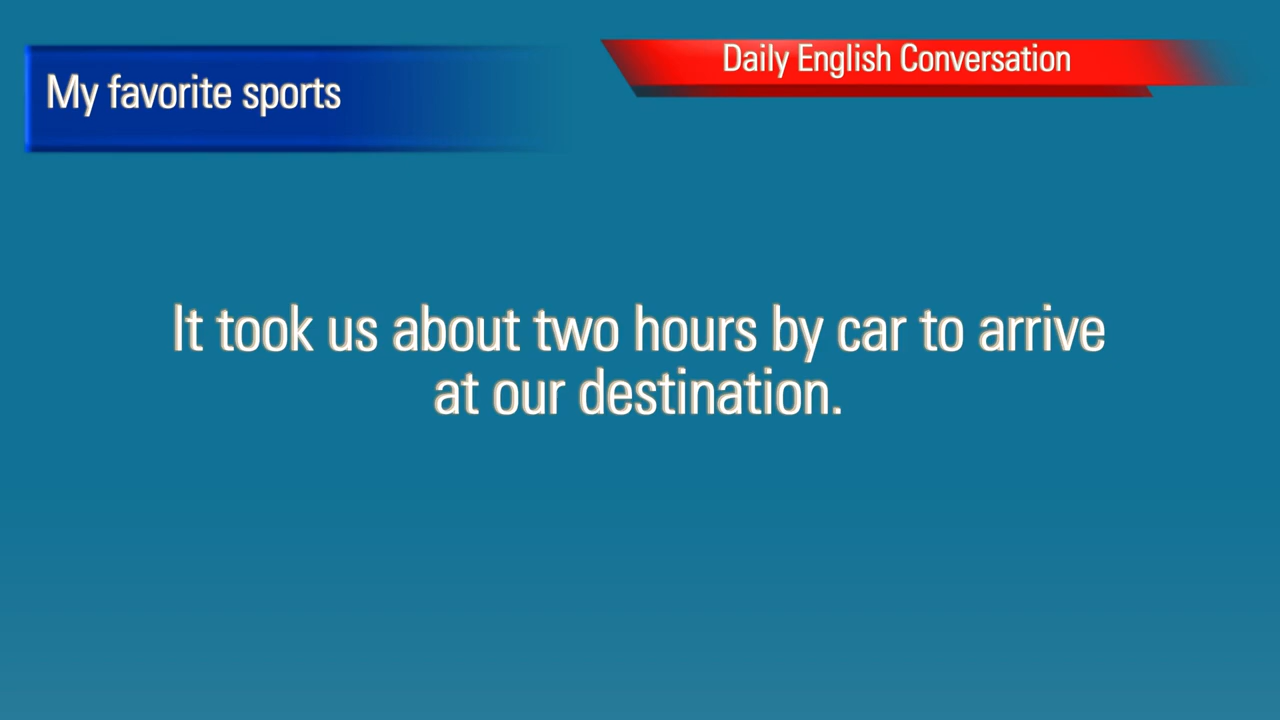 Daily English Conversation
My favorite sports
It took us about two hours by car to arrive
at our destination.